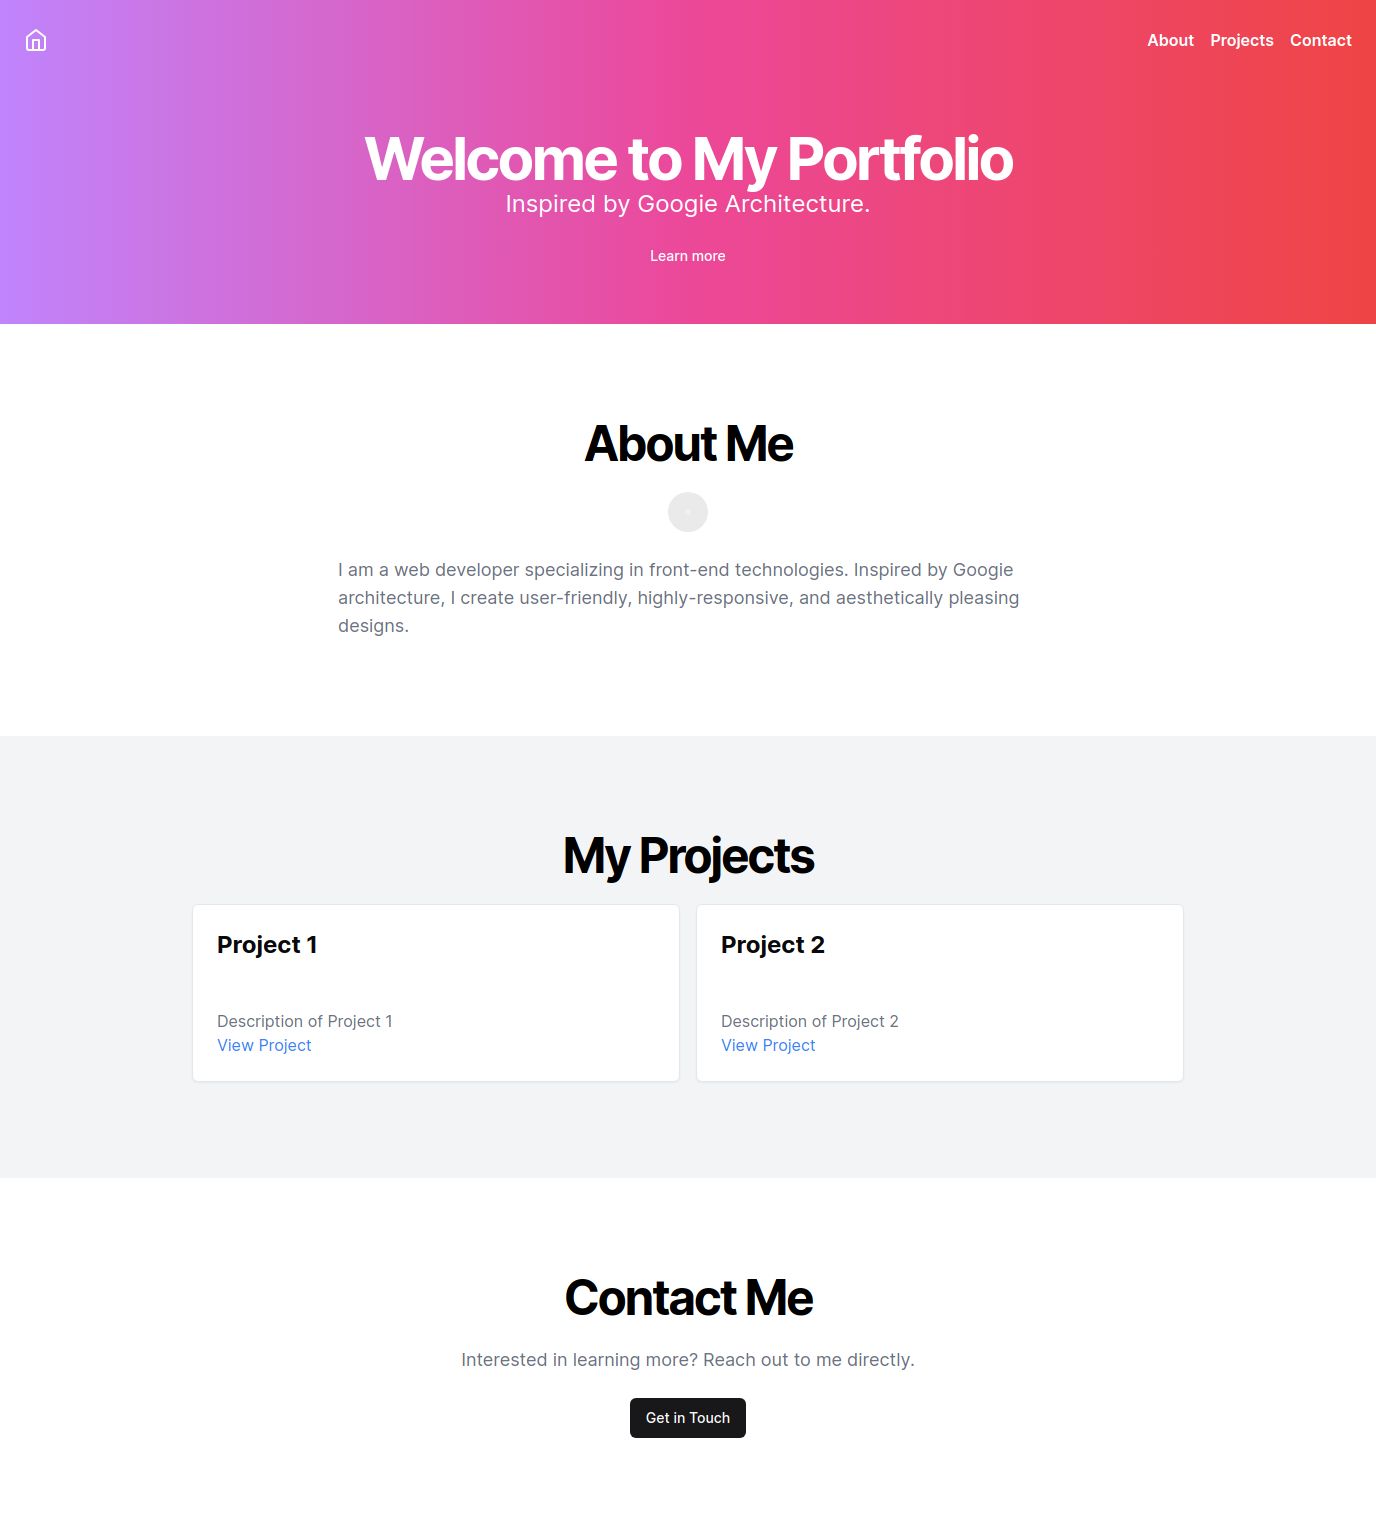 About Projects Contact
Welcome to My Portfolio
Inspired by Googie Architecture.
Learn more
About Me
I am a web developer specializing in front-end technologies. Inspired by Googie
architecture, I create user-friendly, highly-responsive, and aesthetically pleasing
designs.
My Projects
Project 1
Description of Project 1
View Project
Project 2
Description of Project 2
View Project
Contact Me
Interested in learning more? Reach out to me directly.
Get in Touch